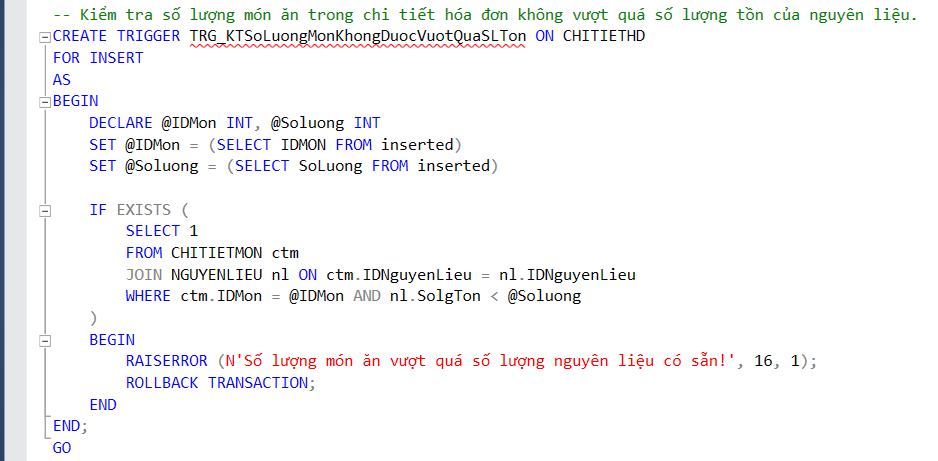 -- Kiểm tra số lượng món ăn trong chi tiết hóa đơn không vượt quá số lượng tồn của nguyên liệu.
CREATE TRIGGER TRG_KTSoLuongMonKhongDuocVuotQuaSLTon ON CHITIETHD
FOR INSERT
AS
BEGIN
    DECLARE @IDMon INT, @Soluong INT
    SET @IDMon = (SELECT IDMON FROM inserted)
    SET @Soluong = (SELECT SoLuong FROM inserted)

    IF EXISTS (
        SELECT 1
        FROM CHITIETMON ctm
        JOIN NGUYENLIEU nl ON ctm.IDNguyenLieu = nl.IDNguyenLieu
        WHERE ctm.IDMon = @IDMon AND nl.SolgTon < @Soluong
    )
    BEGIN
        RAISERROR (N'Số lượng món ăn vượt quá số lượng nguyên liệu có sẵn!', 16, 1);
        ROLLBACK TRANSACTION;
    END
END;
GO